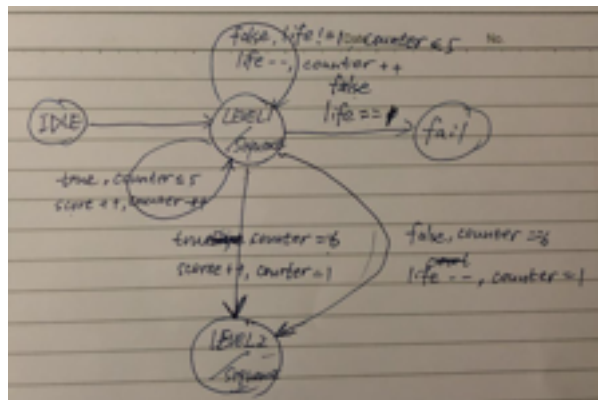 No.
false, life != 1 counter ≤ 5
life --, counter ++
false
life == 1
IDLE
LEVEL1
/sequence
fail
true, counter ≤ 5
score ++, counter ++
true counter = 6
score ++, counter = 1
false, counter == 6
life --, counter = 1
LEVEL2
/sequence